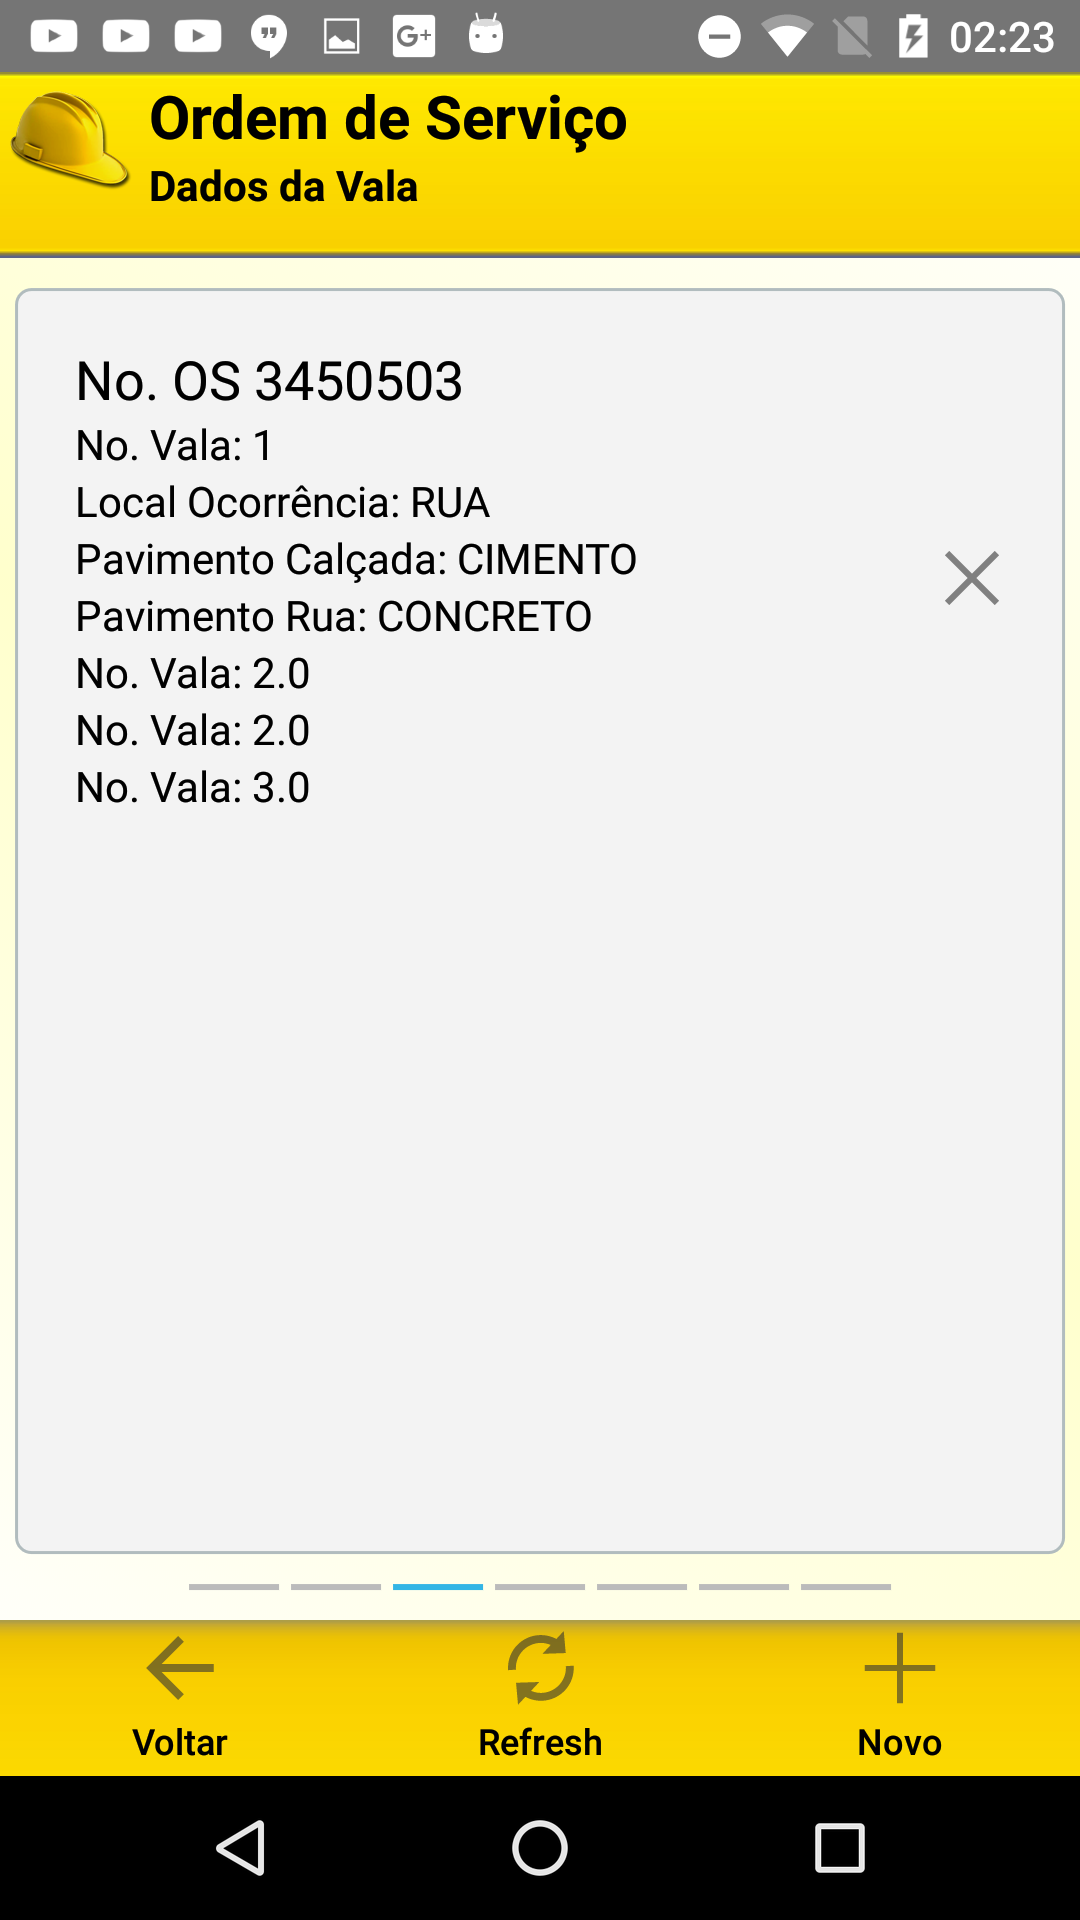 02:23
Ordem de Serviço
Dados da Vala
No. OS 3450503
No. Vala: 1
Local Ocorrência: RUA
Pavimento Calçada: CIMENTO
Pavimento Rua: CONCRETO
No. Vala: 2.0
No. Vala: 2.0
No. Vala: 3.0
Voltar Refresh Novo